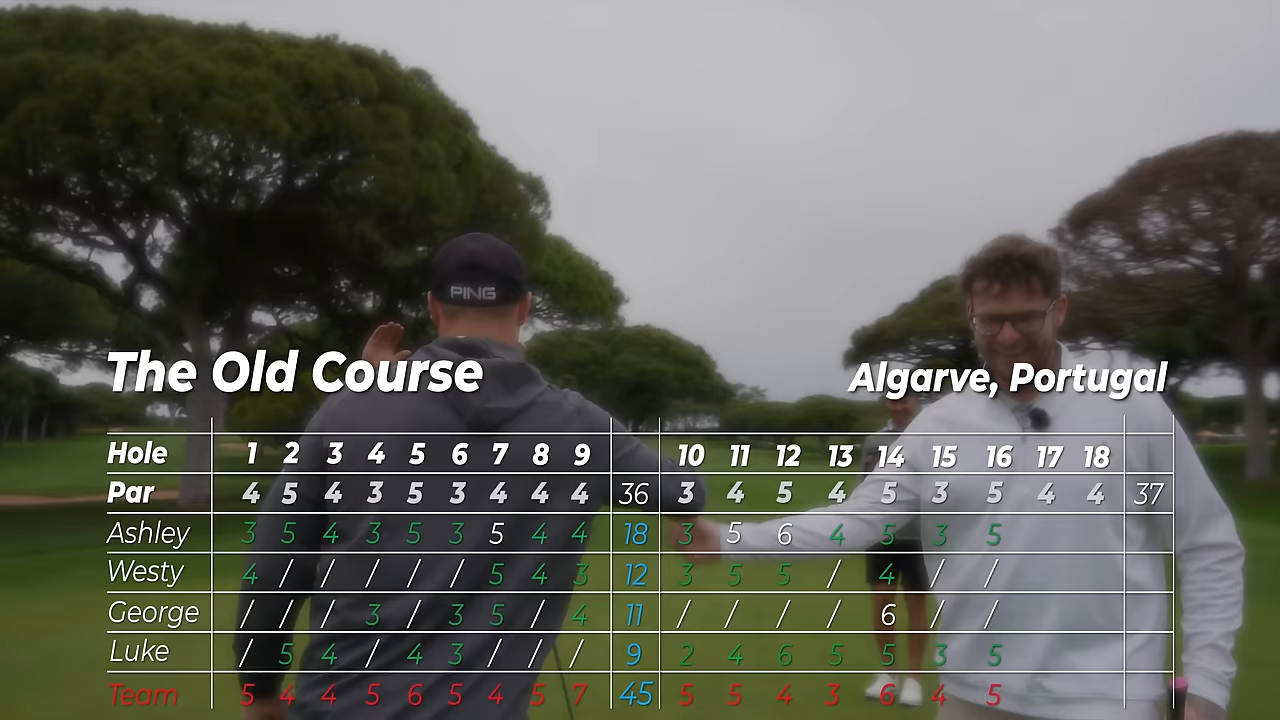 PING
The Old Course Algarve, Portugal
Hole 1 2 3 4 5 6 7 8 9 10 11 12 13 14 15 16 17 18
Par 4 5 4 3 5 3 4 4 4 36 3 4 5 4 5 3 5 4 4 37
Ashley 3 5 4 3 5 3 5 4 4 18 3 5 6 4 5 3 5
Westy 4 / / / / / 5 4 3 12 3 5 5 / 4 / /
George / / / 3 / 3 5 / 4 11 / / / / 6 / /
Luke / 5 4 / 4 3 / / / 9 2 4 6 5 5 3 5
Team 5 4 4 5 6 5 4 5 7 45 5 5 4 3 6 4 5